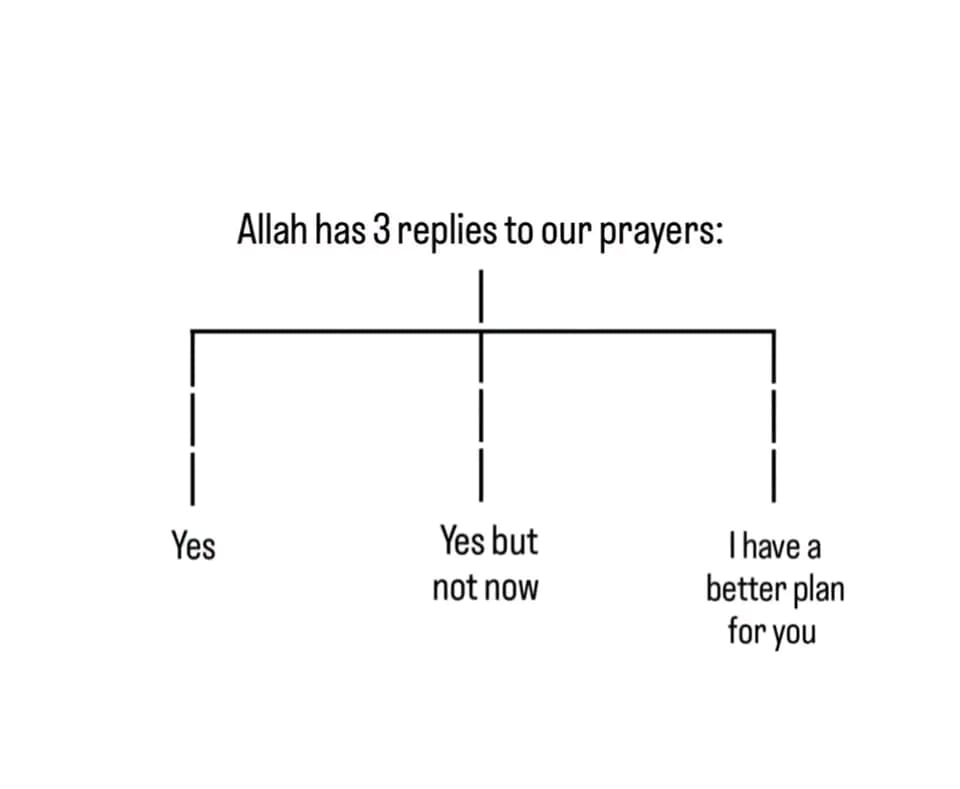 Allah has 3 replies to our prayers:
Yes
Yes but
not now
I have a
better plan
for you